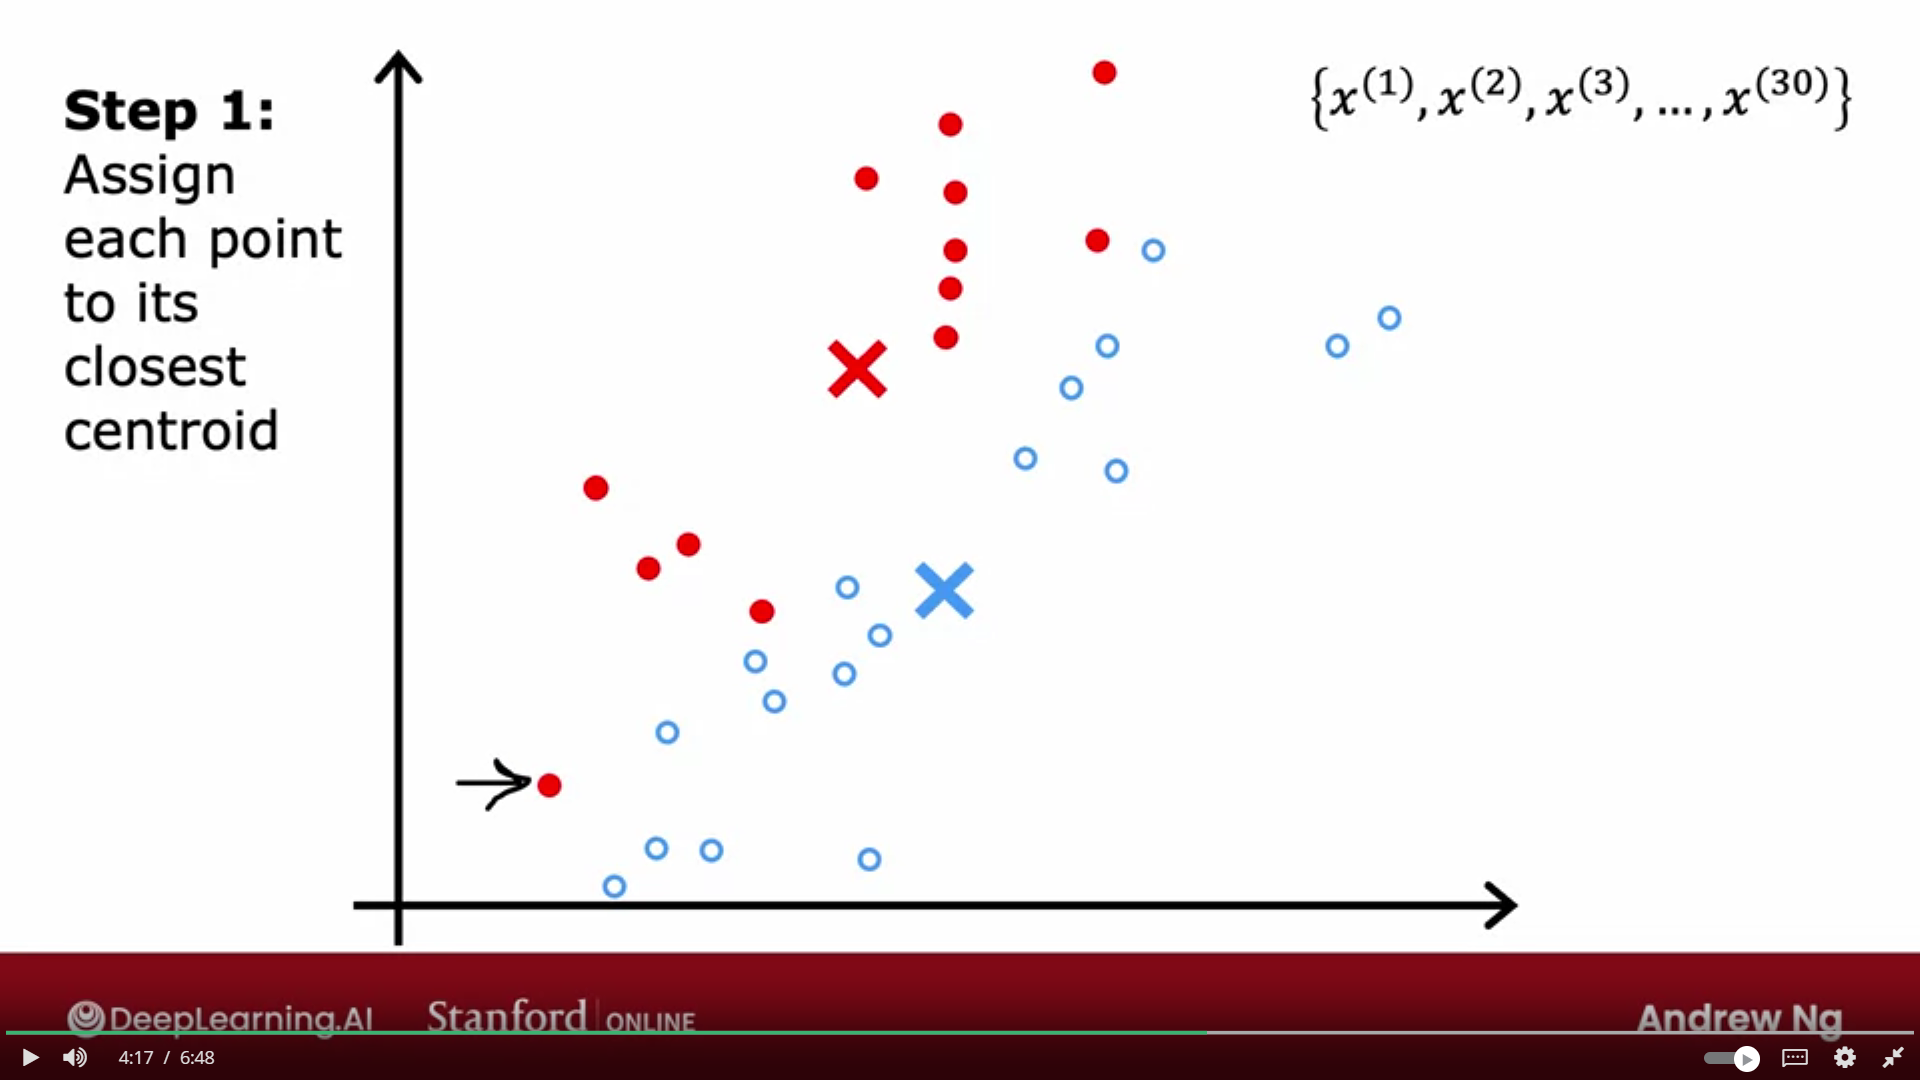 Step 1:
Assign
each point
to its
closest
centroid
{x^(1), x^(2), x^(3), ... , x^(30)}
DeepLearning.AI
Stanford | ONLINE
Andrew Ng
4:17 / 6:48